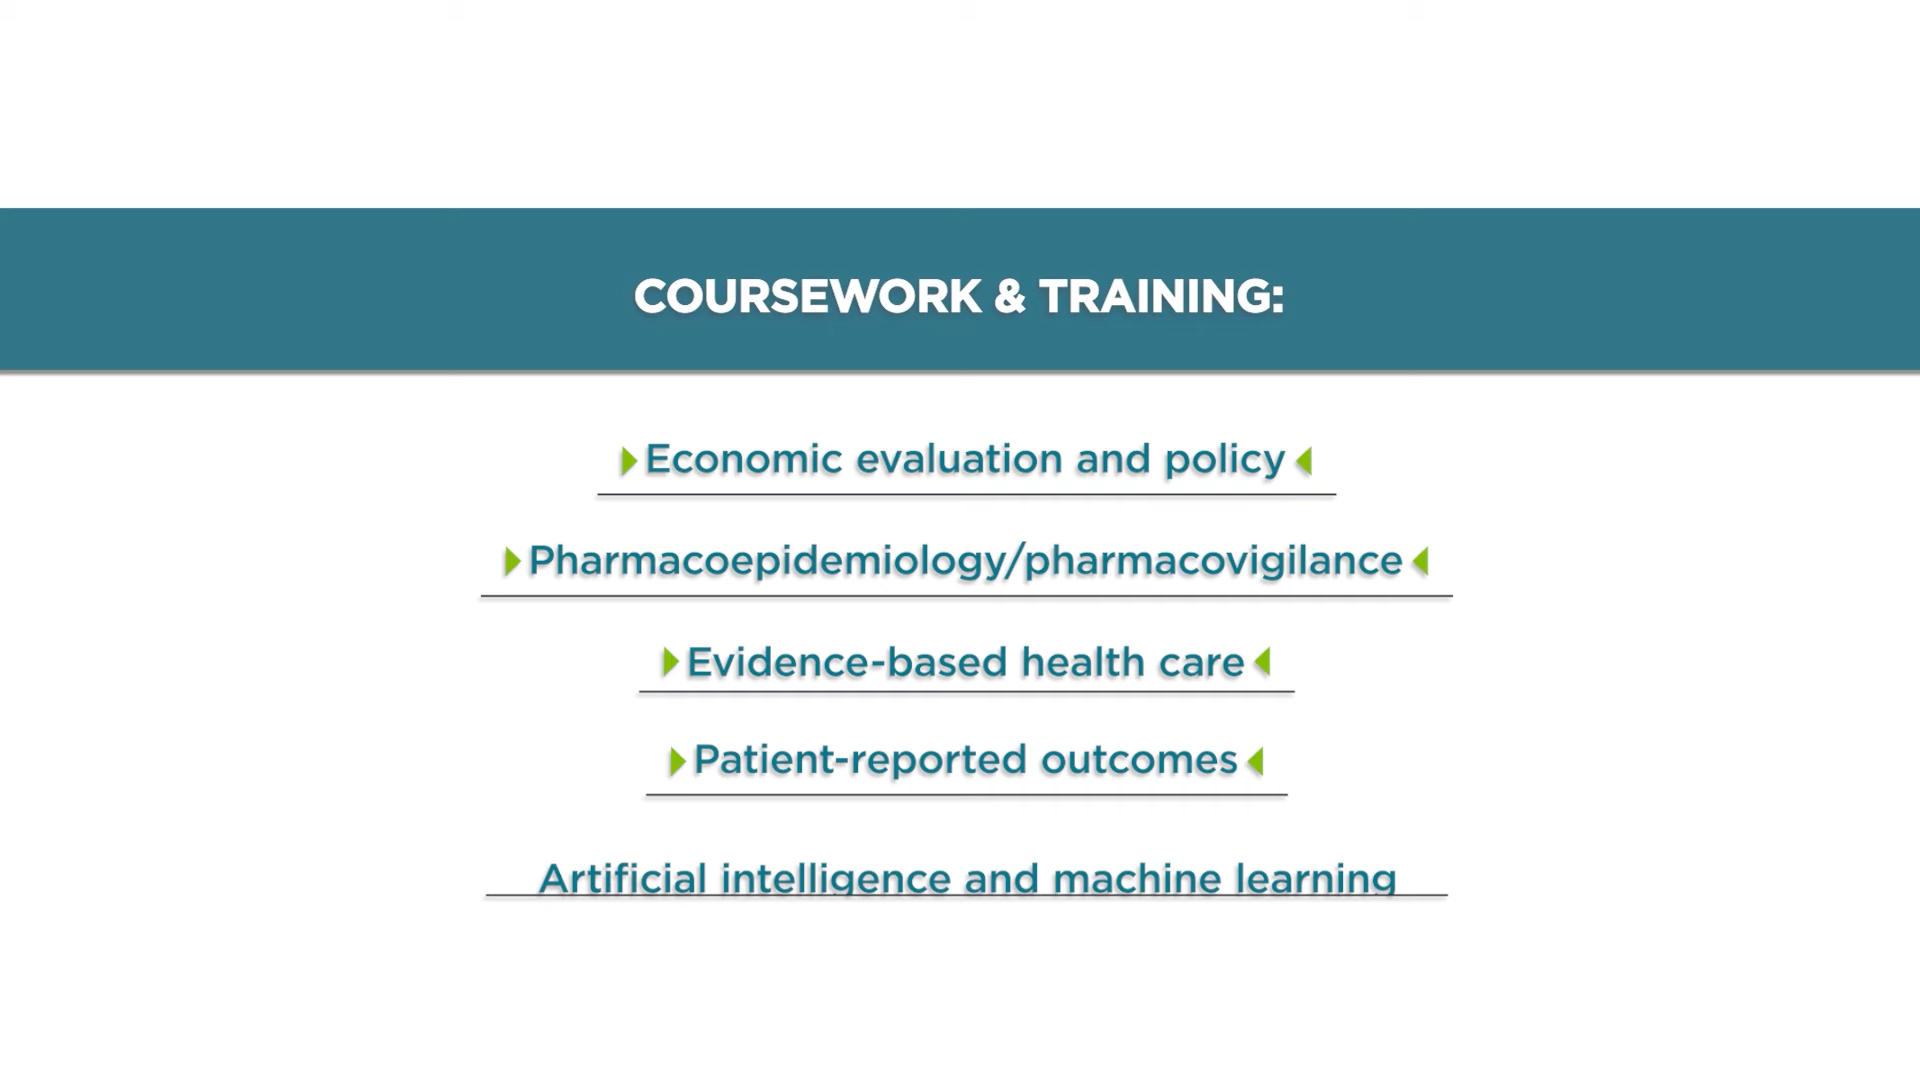 COURSEWORK & TRAINING:
Economic evaluation and policy
Pharmacoepidemiology/pharmacovigilance
Evidence-based health care
Patient-reported outcomes
Artificial intelligence and machine learning